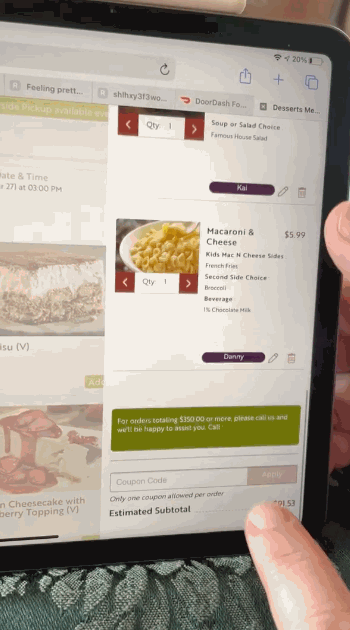 20%
Feeling prett...
shfhxy3f3wo...
DoorDash Fo...
Desserts Me...
side Pickup available eve
Qty 1
Soup or Salad Choice
Famous House Salad
ate & Time
27] at 03:00 PM
Kai
Macaroni & Cheese
$5.99
Kids Mac N Cheese Sides
French Fries
Second Side Choice
Broccoli
Qty 1
Beverage
1% Chocolate Milk
isu (V)
Danny
Add
For orders totaling $350.00 or more, please call us and
we'll be happy to assist you. Call
Coupon Code
Apply
Only one coupon allowed per order
Estimated Subtotal
91.53
n Cheesecake with
berry Topping (V)